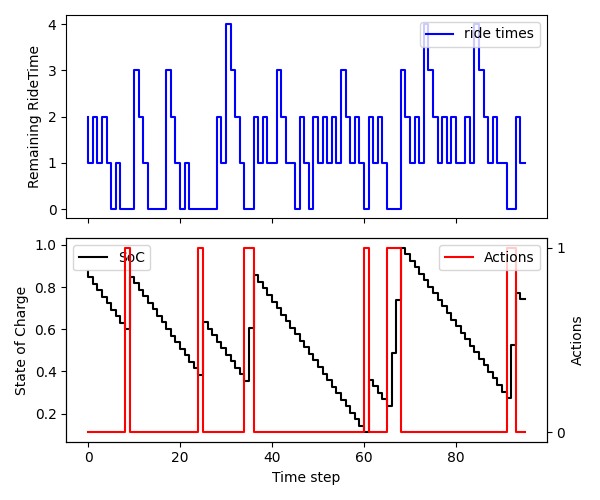 4
3
2
1
0
Remaining RideTime
ride times
1.0
0.8
0.6
0.4
0.2
State of Charge
SoC
Actions
1
0
Actions
0
20
40
60
80
Time step